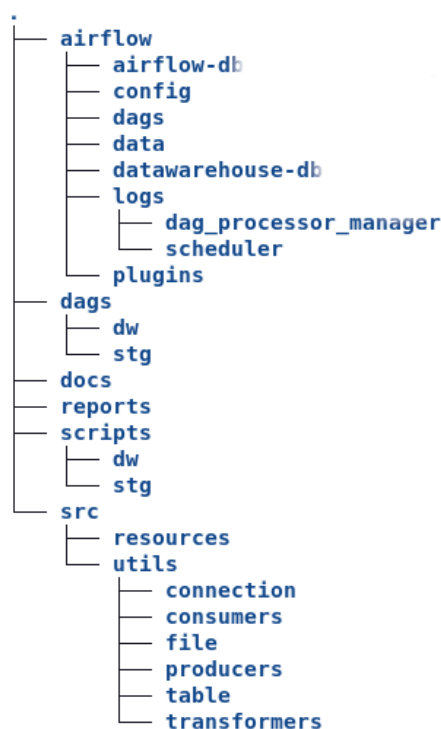 .
airflow
airflow-db
config
dags
data
datawarehouse-db
logs
dag_processor_manager
scheduler
plugins
dags
dw
stg
docs
reports
scripts
dw
stg
src
resources
utils
connection
consumers
file
producers
table
transformers